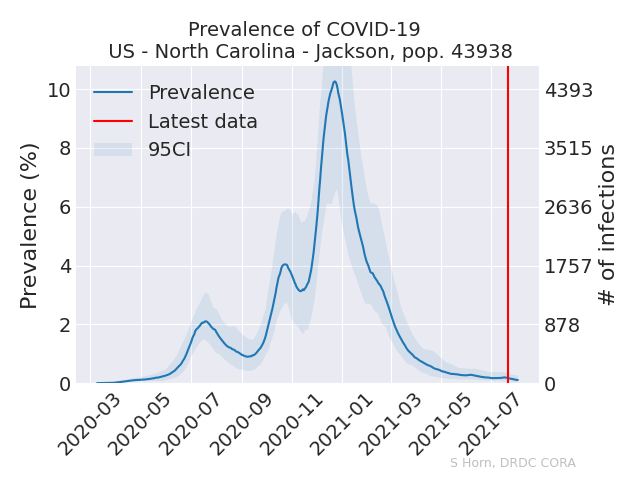 Prevalence of COVID-19
US - North Carolina - Jackson, pop. 43938
Prevalence
Latest data
95CI
Prevalence (%)
10
8
6
4
2
0
4393
3515
2636
1757
878
0
# of infections
2020-03
2020-05
2020-07
2020-09
2020-11
2021-01
2021-03
2021-05
2021-07
S Horn, DRDC CORA